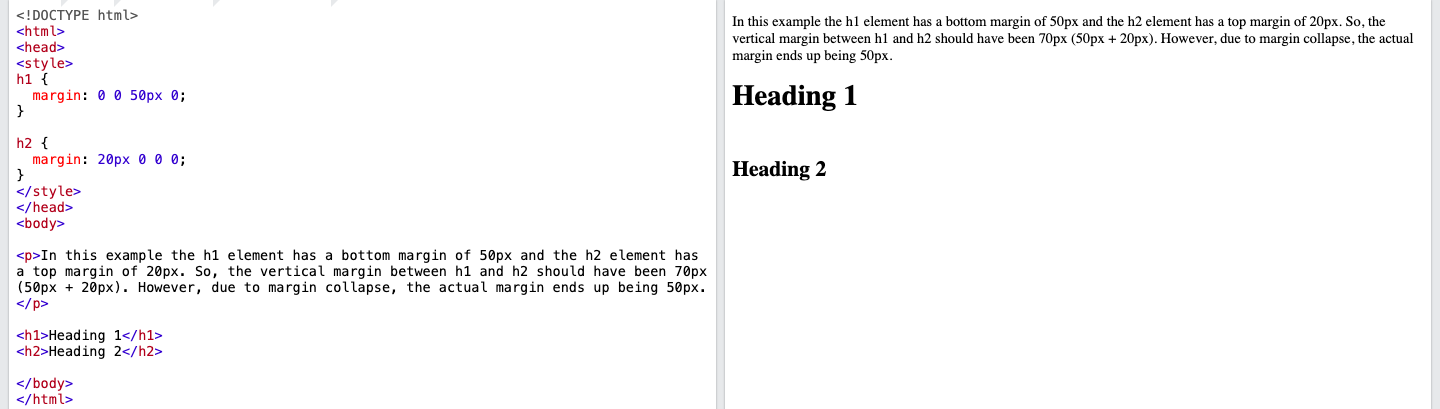 <!DOCTYPE html>
<html>
<head>
<style>
h1 {
  margin: 0 0 50px 0;
}

h2 {
  margin: 20px 0 0 0;
}
</style>
</head>
<body>

<p>In this example the h1 element has a bottom margin of 50px and the h2 element has
a top margin of 20px. So, the vertical margin between h1 and h2 should have been 70px
(50px + 20px). However, due to margin collapse, the actual margin ends up being 50px.
</p>

<h1>Heading 1</h1>
<h2>Heading 2</h2>

</body>
</html>
In this example the h1 element has a bottom margin of 50px and the h2 element has a top margin of 20px. So, the
vertical margin between h1 and h2 should have been 70px (50px + 20px). However, due to margin collapse, the actual
margin ends up being 50px.
Heading 1
Heading 2